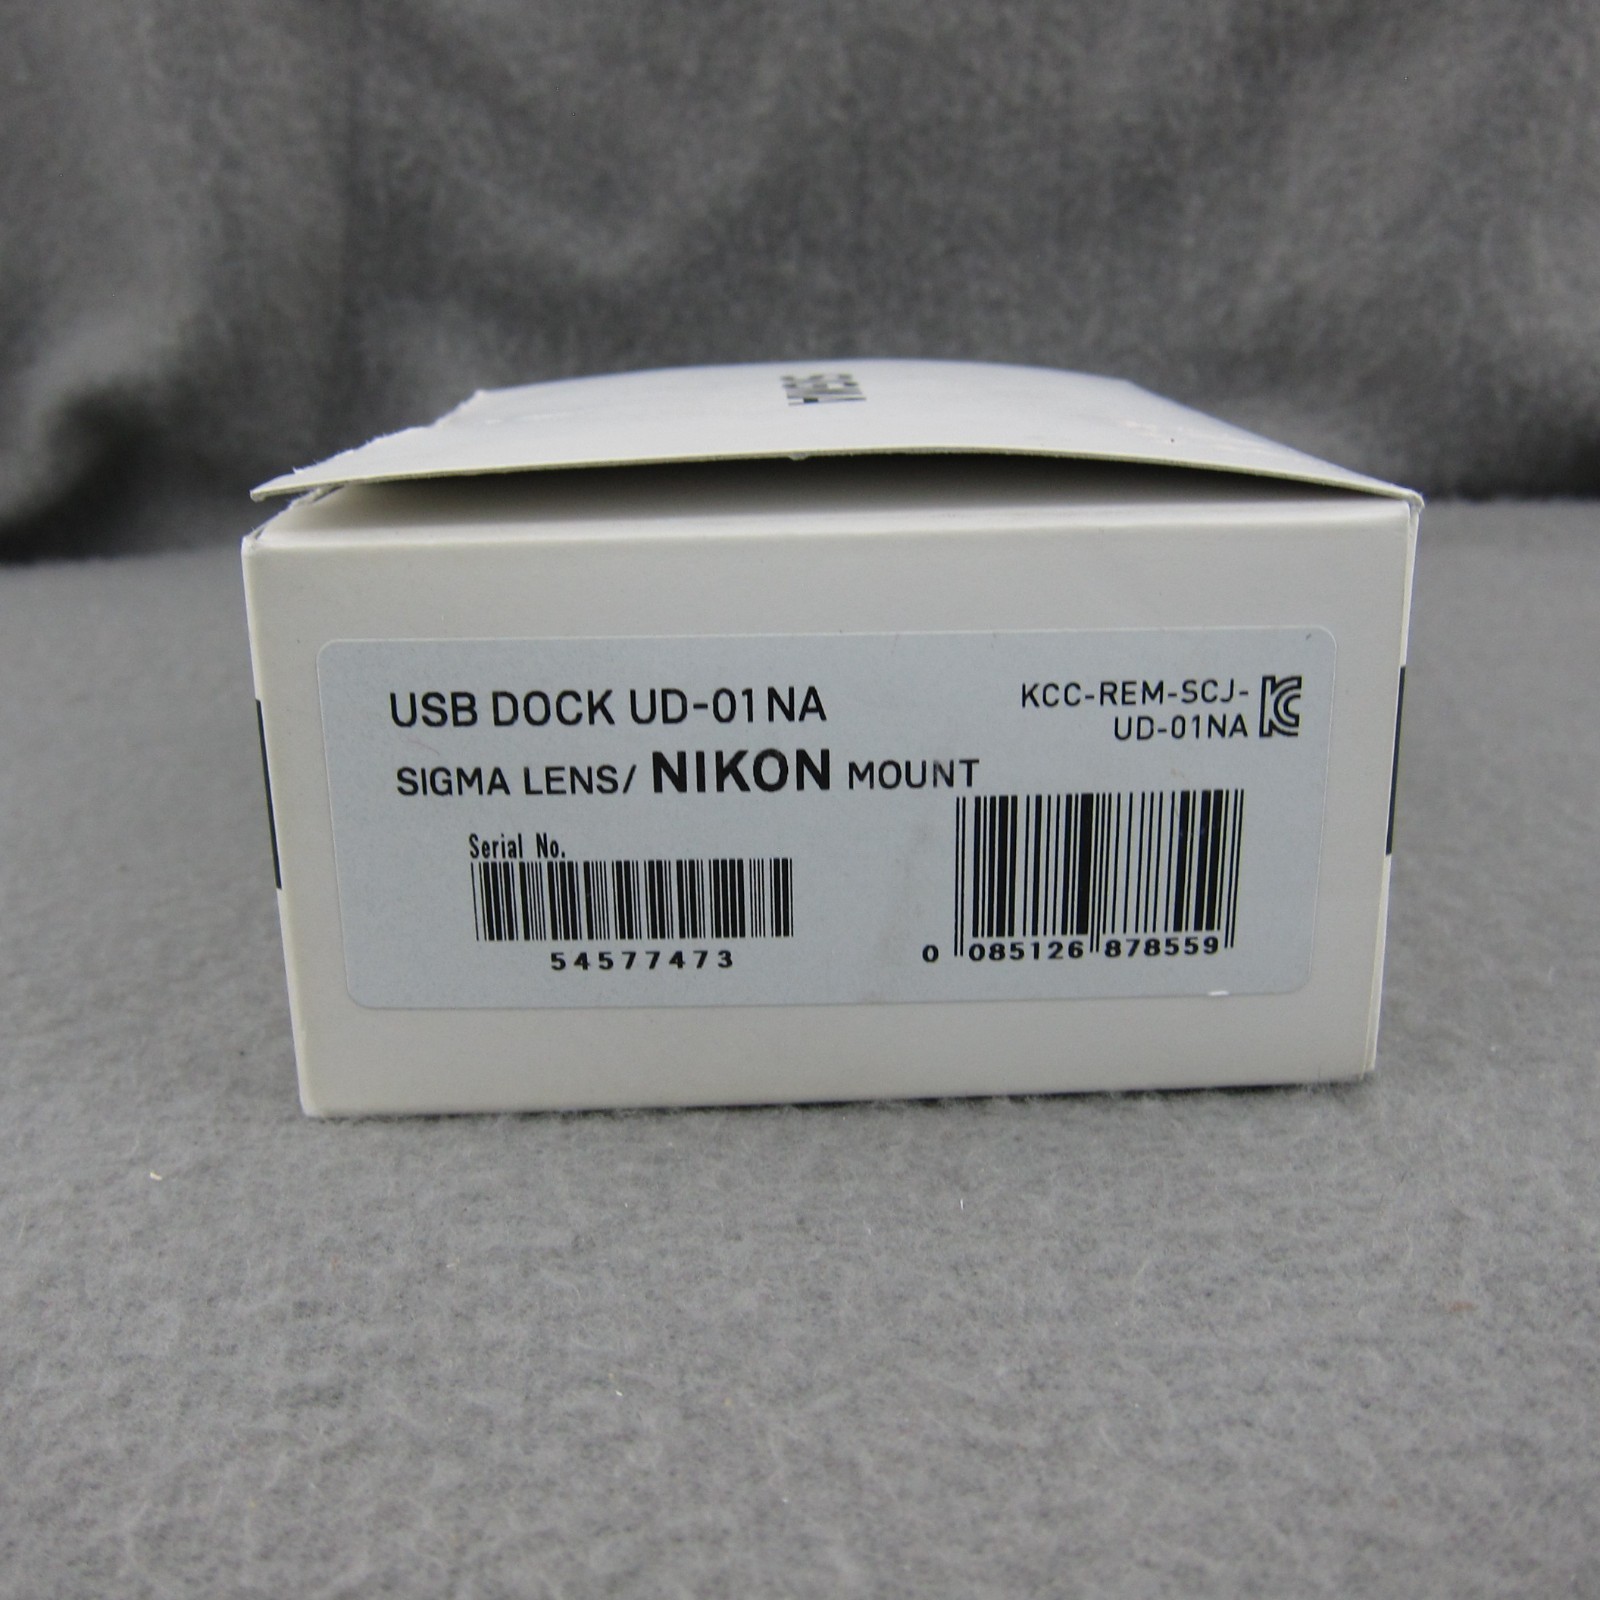 SIGMA
USB DOCK UD-01NA
KCC-REM-SCJ-
UD-01NA
SIGMA LENS/ NIKON MOUNT
Serial No.
54577473
0 085126 878559